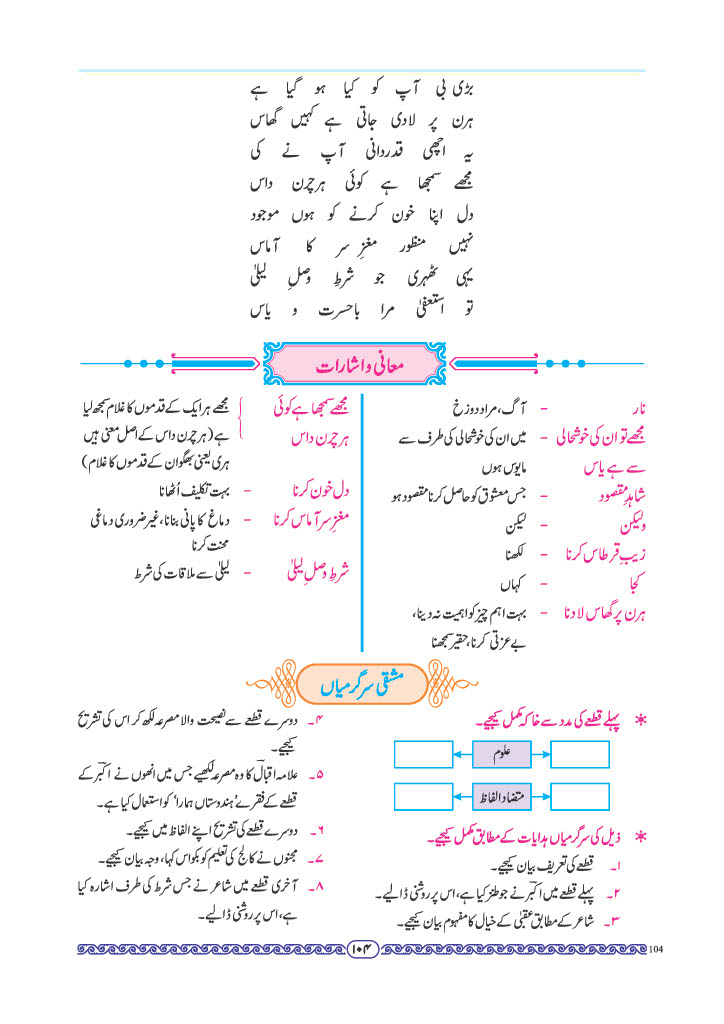 بڑی بی آپ کو کیا ہو گیا ہے
ہرن پر لادی جاتی ہے کہیں گھاس
یہ اچھی قدردانی آپ نے کی
مجھے سمجھا ہے کوئی ہرچرن داس
دل اپنا خون کرنے کو ہوں موجود
نہیں منظور مغزِ سر کا آماس
یہی ٹھہری جو شرطِ وصلِ لیلیٰ
تو استعفیٰ مرا باحسرت و یاس
معانی و اشارات
نار - آگ، مراد دوزخ
مجھے تو ان کی خوشحالی - میں ان کی خوشحالی کی طرف سے
سے ہے یاس مایوس ہوں
شاہدِ مقصود - جس معشوق کو حاصل کرنا مقصود ہو
ولیکن - لیکن
زیبِ قرطاس کرنا - لکھنا
کجا - کہاں
ہرن پر گھاس لادنا - بہت اہم چیز کو اہمیت نہ دینا،
بے عزتی کرنا، حقیر سمجھنا
مجھے سمجھا ہے کوئی } مجھے ہر ایک کے قدموں کا غلام سمجھ لیا
ہرچرن داس ہے (ہرچرن داس کے اصل معنی ہیں
ہری یعنی بھگوان کے قدموں کا غلام)
دل خون کرنا - بہت تکلیف اُٹھانا
مغزِ سر آماس کرنا - دماغ کا پانی بنانا، غیر ضروری دماغی
محنت کرنا
شرطِ وصلِ لیلیٰ - لیلیٰ سے ملاقات کی شرط
مشقی سرگرمیاں
پہلے قطعے کی مدد سے خاکہ مکمل کیجیے۔
علوم
متضاد الفاظ
ذیل کی سرگرمیاں ہدایات کے مطابق مکمل کیجیے۔
۱۔ قطعے کی تعریف بیان کیجیے۔
۲۔ پہلے قطعے میں اکبرؔ نے جو طنز کیا ہے، اس پر روشنی ڈالیے۔
۳۔ شاعر کے مطابق عقبیٰ کے خیال کا مفہوم بیان کیجیے۔
۴۔ دوسرے قطعے سے نصیحت والا مصرعہ لکھ کر اس کی تشریح
کیجیے۔
۵۔ علامہ اقبالؔ کا وہ مصرعہ لکھیے جس میں انھوں نے اکبرؔ کے
قطعے کے فقرے 'ہندوستاں ہمارا' کو استعمال کیا ہے۔
۶۔ دوسرے قطعے کی تشریح اپنے الفاظ میں کیجیے۔
۷۔ مجنوں نے کالج کی تعلیم کو بکواس کہا، وجہ بیان کیجیے۔
۸۔ آخری قطعے میں شاعر نے جس شرط کی طرف اشارہ کیا
ہے، اس پر روشنی ڈالیے۔
۱۰۴
104